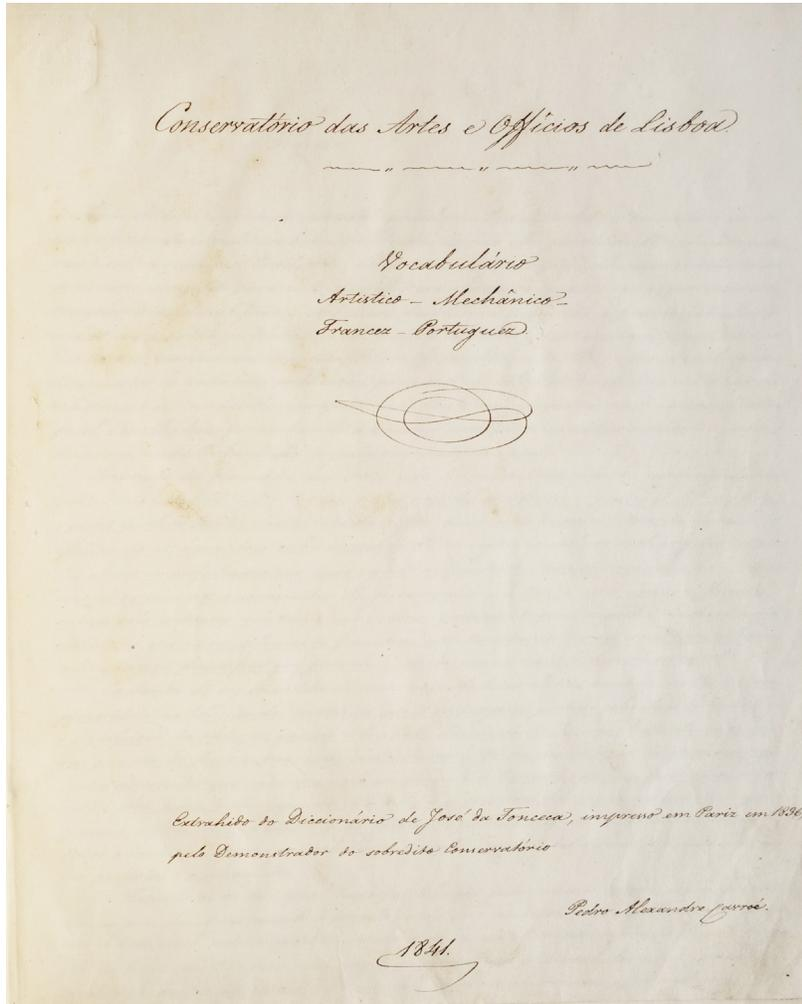 Conservatório das Artes e Officios de Lisboa.
Vocabulário
Artistico - Mechânico -
Francez - Portuguez.
Extrahido do Diccionário de José da Fonceca, impreso em Pariz em 1836,
pelo Demonstrador do sobredito Conservatório
Pedro Alexandre Cavroé.
1841.